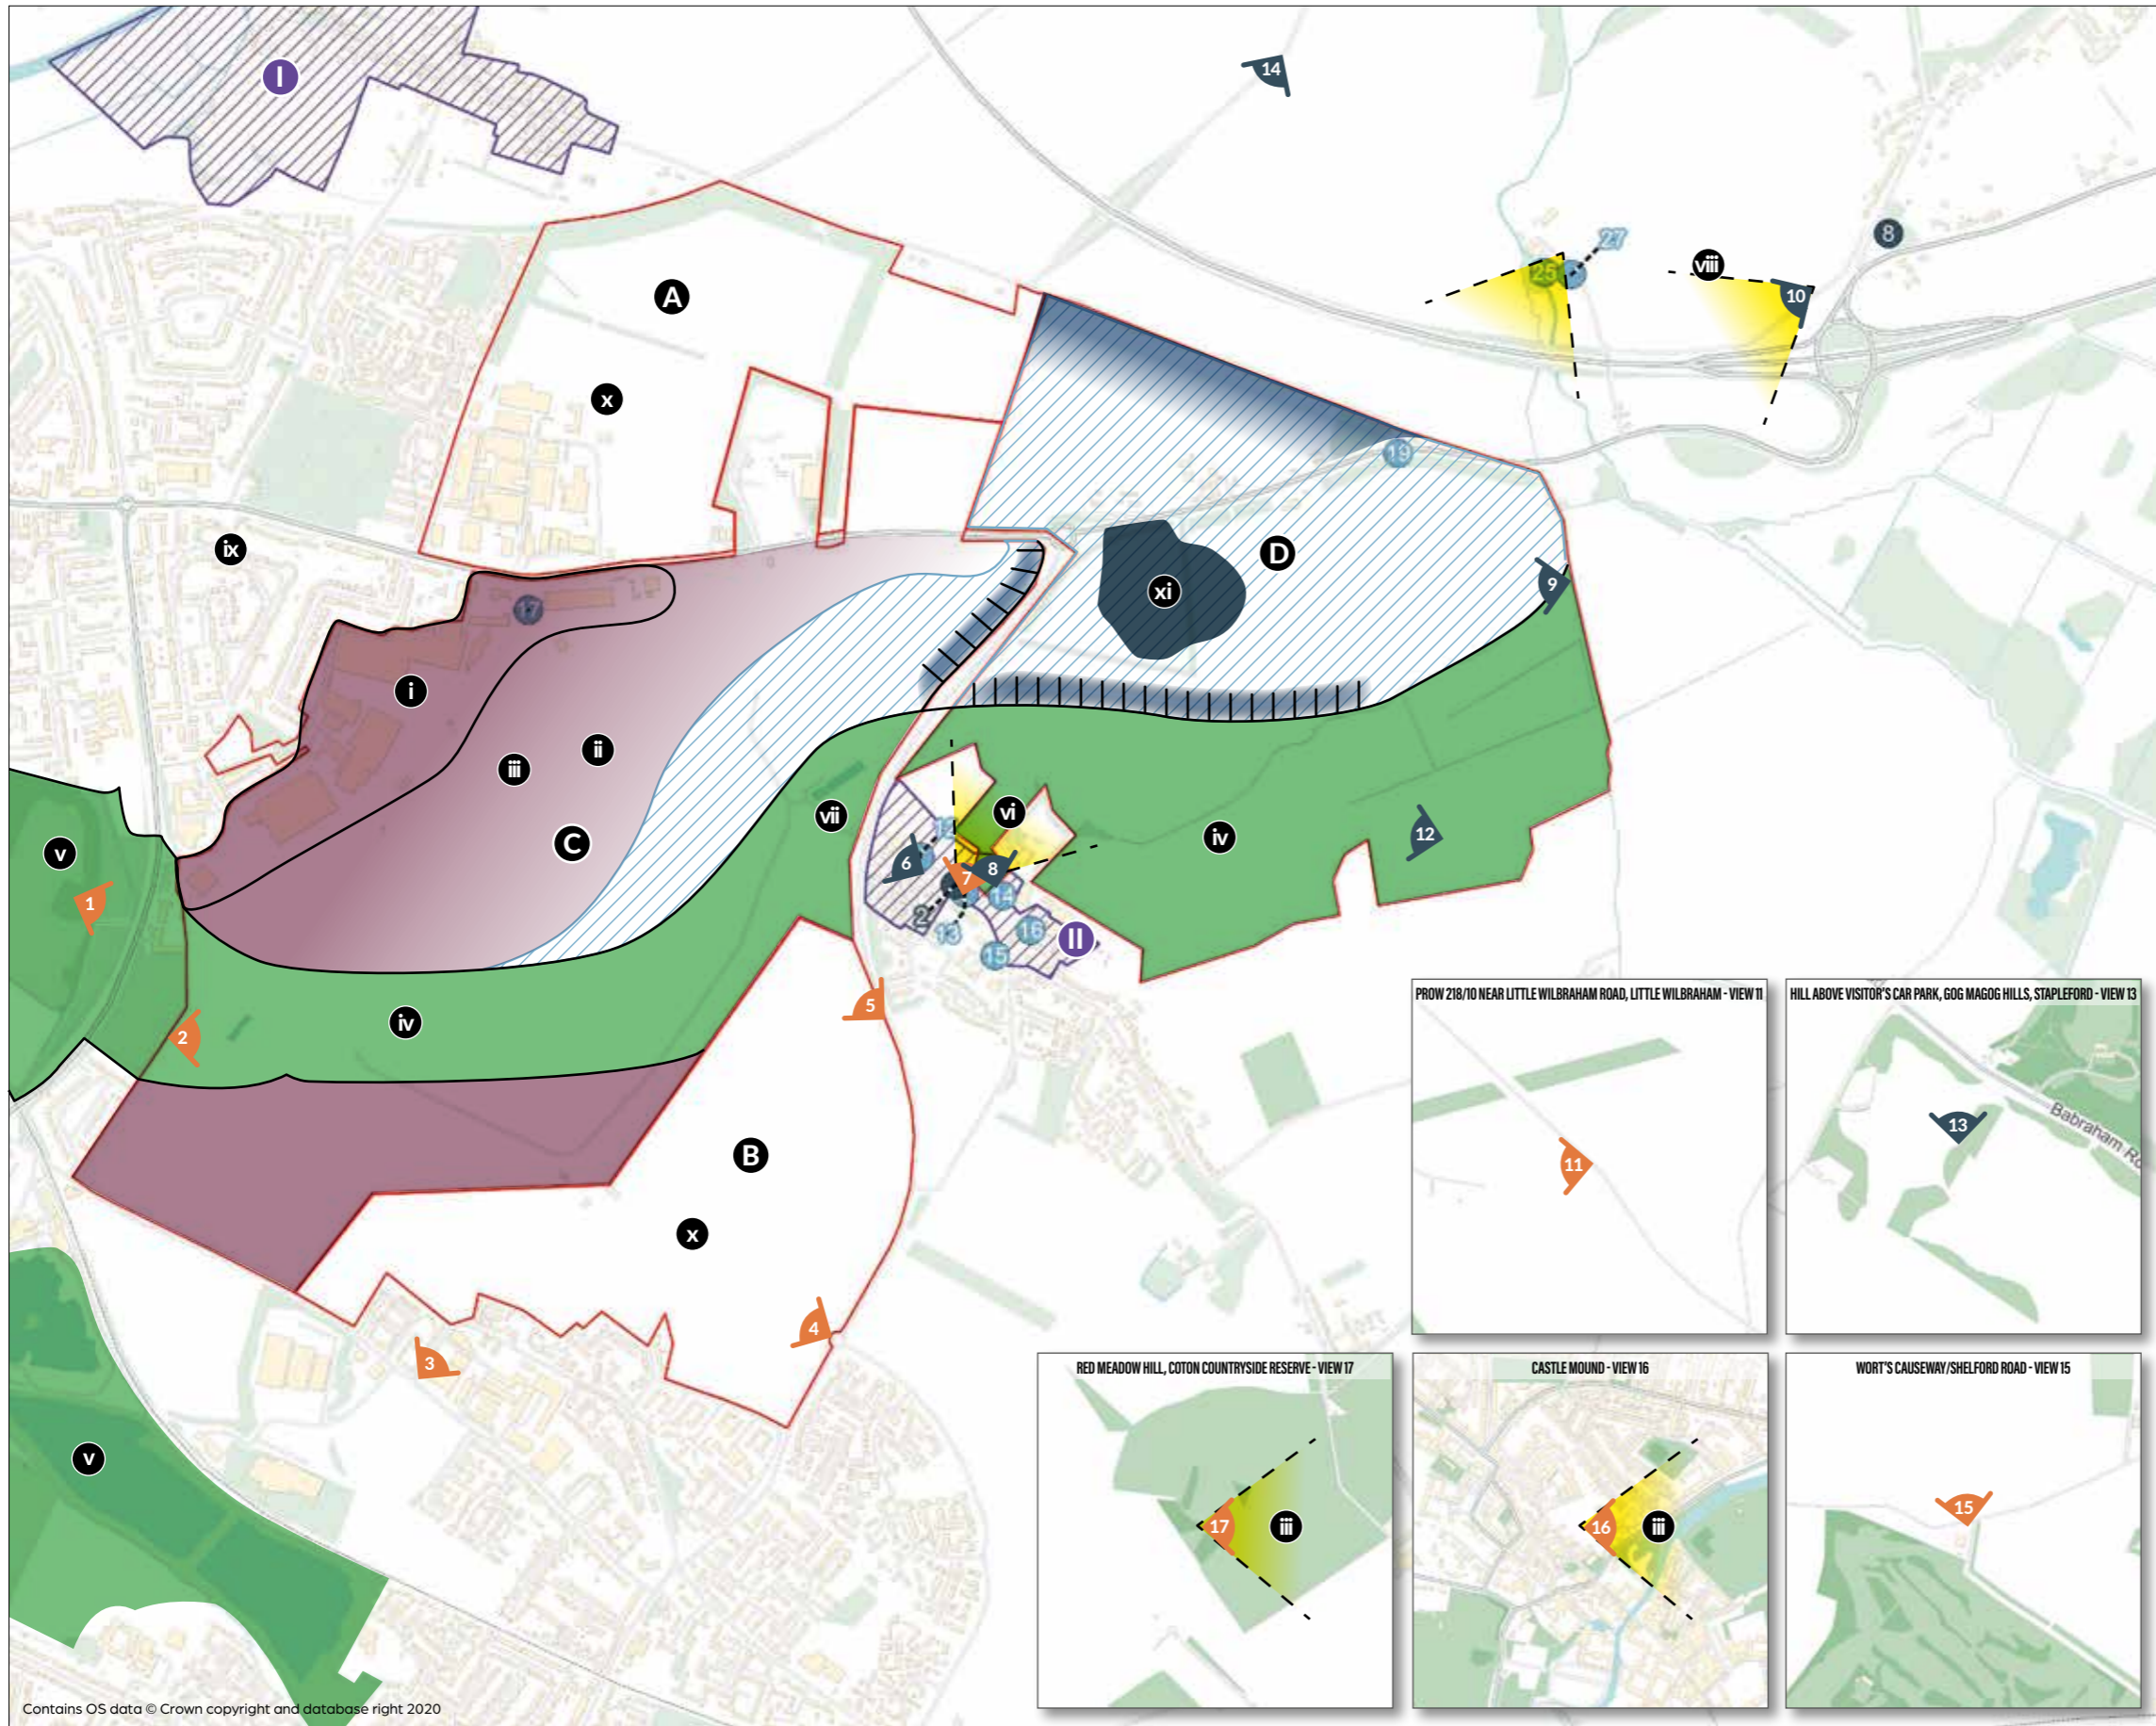 I
14
27
8
25
viii
10
A
x
19
ix
D
xi
9
17
i
ii
iii
C
v
vii
vi
iv
12
12
6
7
8
1
14
2
13
16
II
15
5
iv
2
B
x
4
3
v
PROW 218/10 NEAR LITTLE WILBRAHAM ROAD, LITTLE WILBRAHAM - VIEW 11
11
HILL ABOVE VISITOR'S CAR PARK, GOG MAGOG HILLS, STAPLEFORD - VIEW 13
Babraham Ro
13
RED MEADOW HILL, COTON COUNTRYSIDE RESERVE - VIEW 17
17
iii
CASTLE MOUND - VIEW 16
16
iii
WORT'S CAUSEWAY/SHELFORD ROAD - VIEW 15
15
Contains OS data © Crown copyright and database right 2020